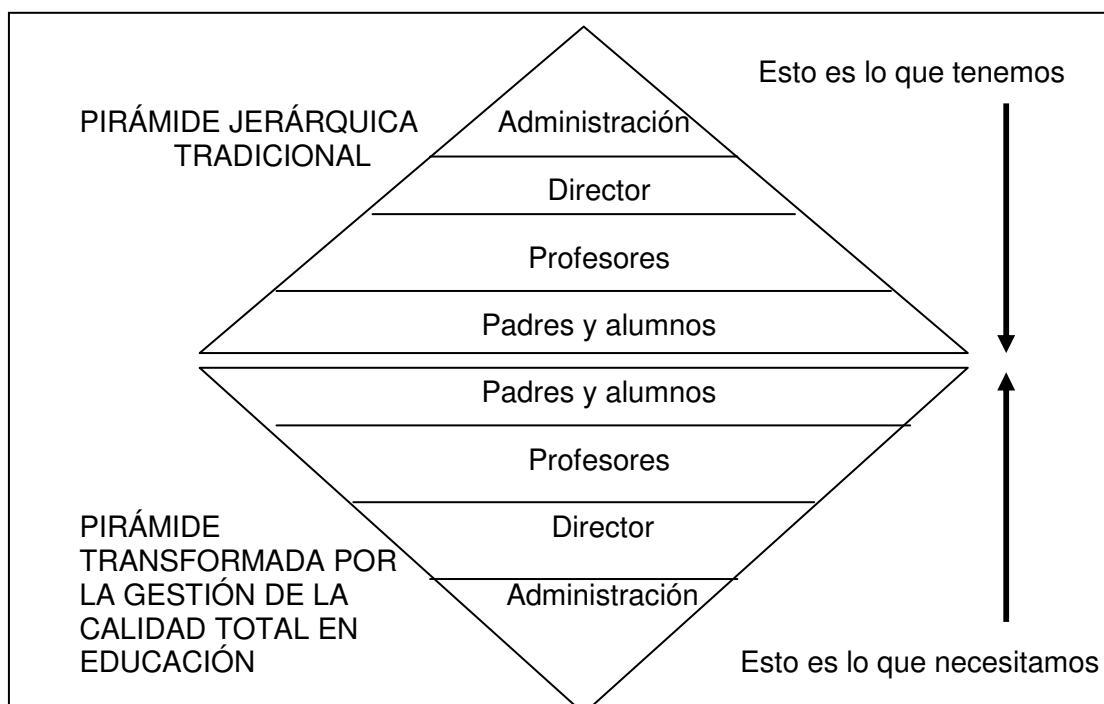 Esto es lo que tenemos
PIRÁMIDE JERÁRQUICA
TRADICIONAL
Administración
Director
Profesores
Padres y alumnos
Padres y alumnos
Profesores
Director
Administración
PIRÁMIDE
TRANSFORMADA POR
LA GESTIÓN DE LA
CALIDAD TOTAL EN
EDUCACIÓN
Esto es lo que necesitamos